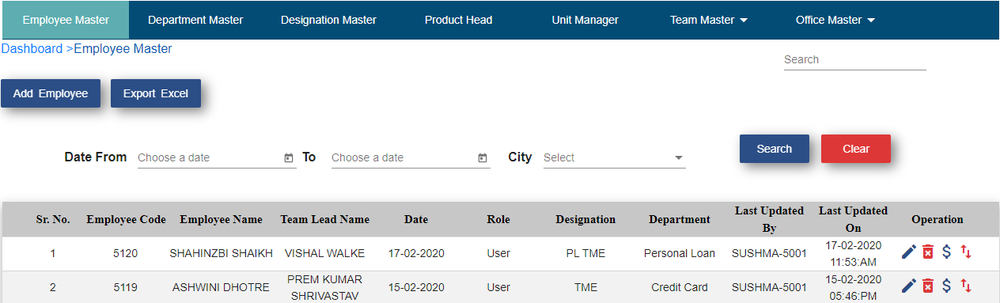 Employee Master Department Master Designation Master Product Head Unit Manager Team Master Office Master
Dashboard >Employee Master
Search
Add Employee Export Excel
Date From Choose a date To Choose a date City Select Search Clear
Sr. No. Employee Code Employee Name Team Lead Name Date Role Designation Department Last Updated By Last Updated On Operation
1 5120 SHAHINZBI SHAIKH VISHAL WALKE 17-02-2020 User PL TME Personal Loan SUSHMA-5001 17-02-2020 11:53:AM
2 5119 ASHWINI DHOTRE PREM KUMAR SHRIVASTAV 15-02-2020 User TME Credit Card SUSHMA-5001 15-02-2020 05:46:PM